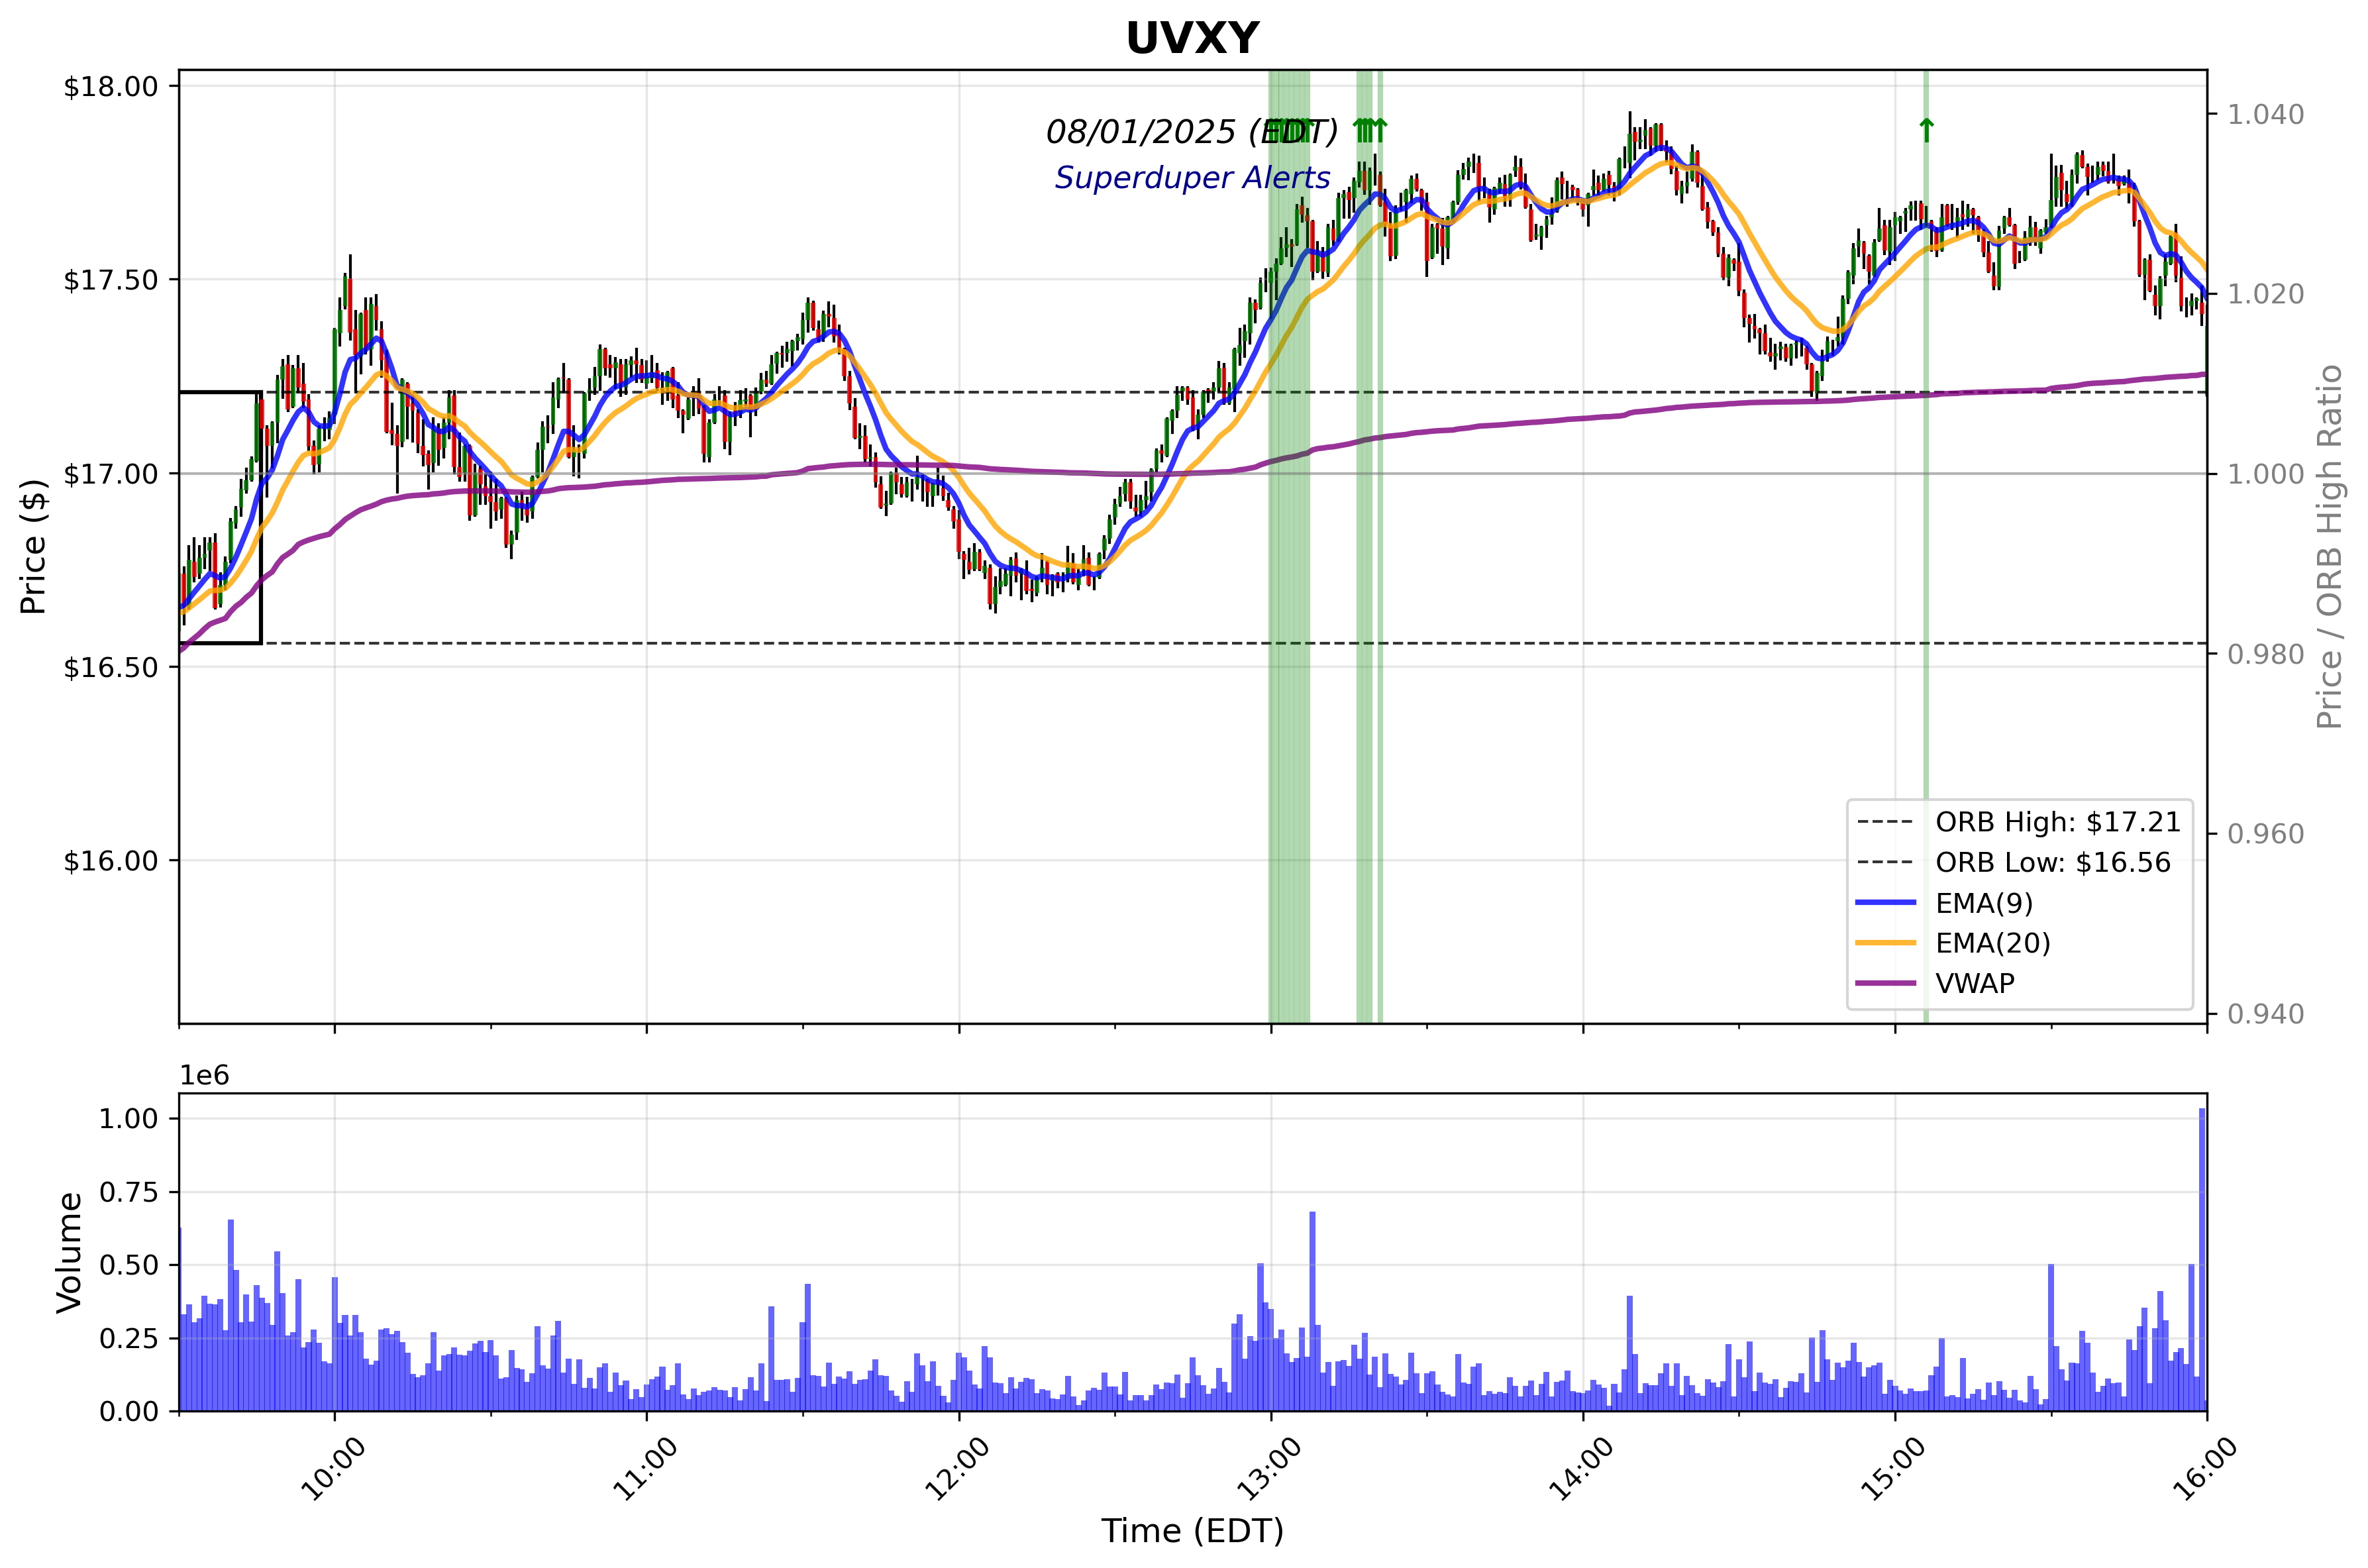 UVXY
08/01/2025 (EDT)
Superduper Alerts
$18.00
$17.50
$17.00
$16.50
$16.00
Price ($)
1.040
1.020
1.000
0.980
0.960
0.940
Price / ORB High Ratio
ORB High: $17.21
ORB Low: $16.56
EMA(9)
EMA(20)
VWAP
1e6
1.00
0.75
0.50
0.25
0.00
Volume
10:00
11:00
12:00
13:00
14:00
15:00
16:00
Time (EDT)